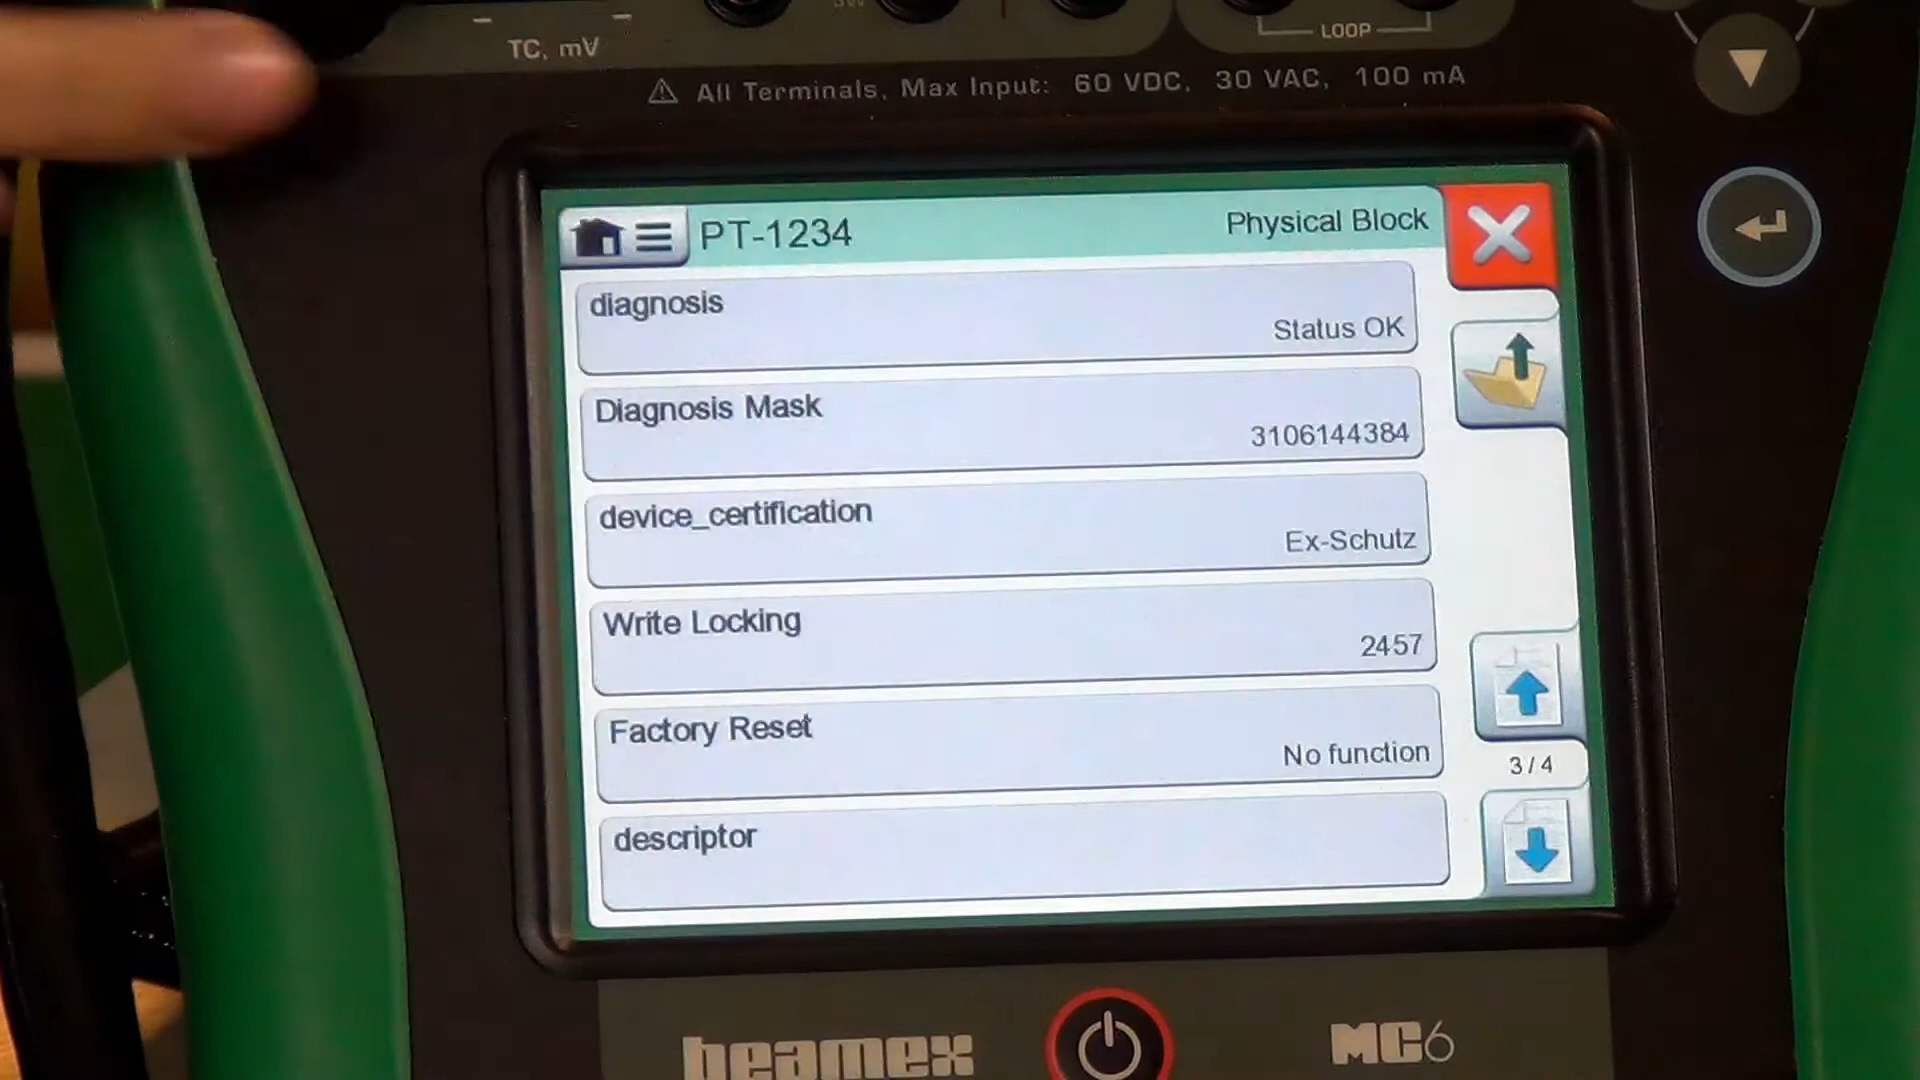 TC, mV
LOOP
All Terminals, Max Input: 60 VDC, 30 VAC, 100 mA
PT-1234
Physical Block
diagnosis
Status OK
Diagnosis Mask
3106144384
device_certification
Ex-Schutz
Write Locking
2457
Factory Reset
No function
3 / 4
descriptor
beamex
MC6